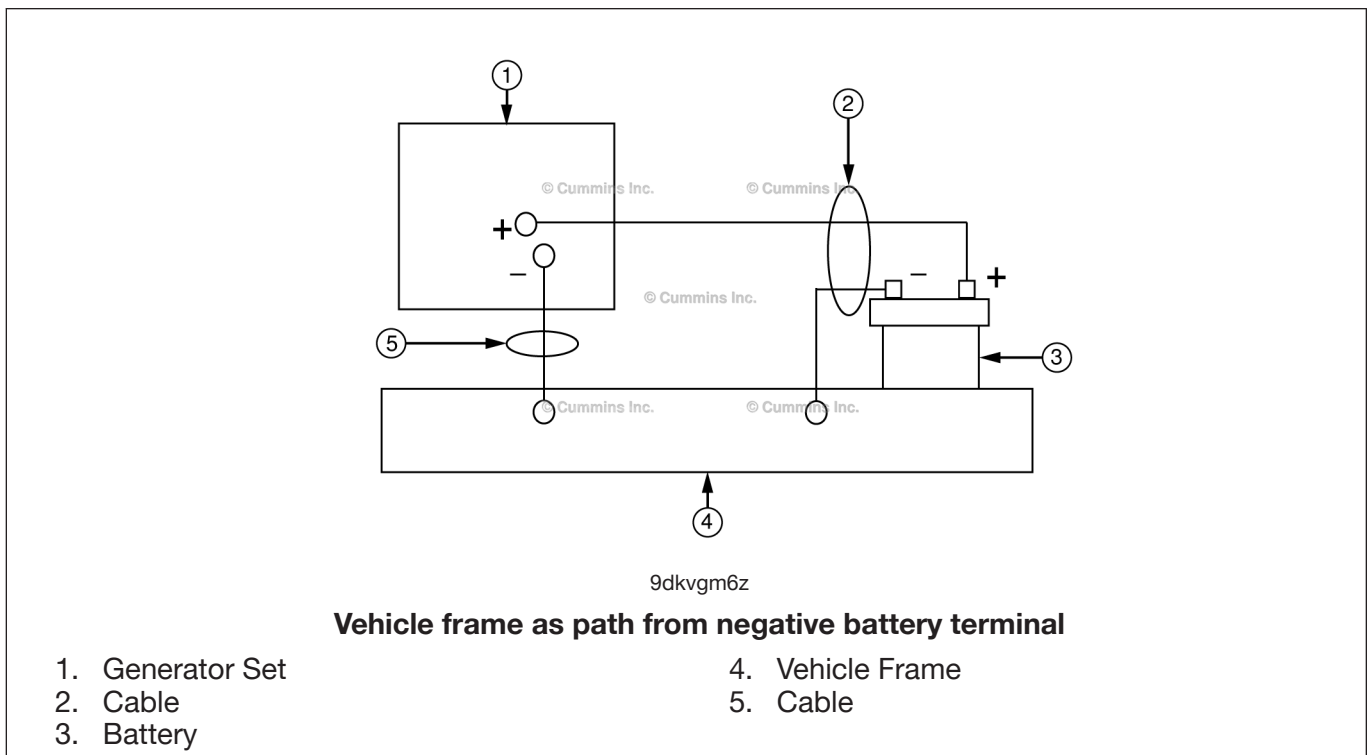 1
2
© Cummins Inc. © Cummins Inc.
+
−
− +
© Cummins Inc.
5
3
© Cummins Inc. © Cummins Inc.
4
9dkvgm6z
Vehicle frame as path from negative battery terminal
1. Generator Set
2. Cable
3. Battery
4. Vehicle Frame
5. Cable